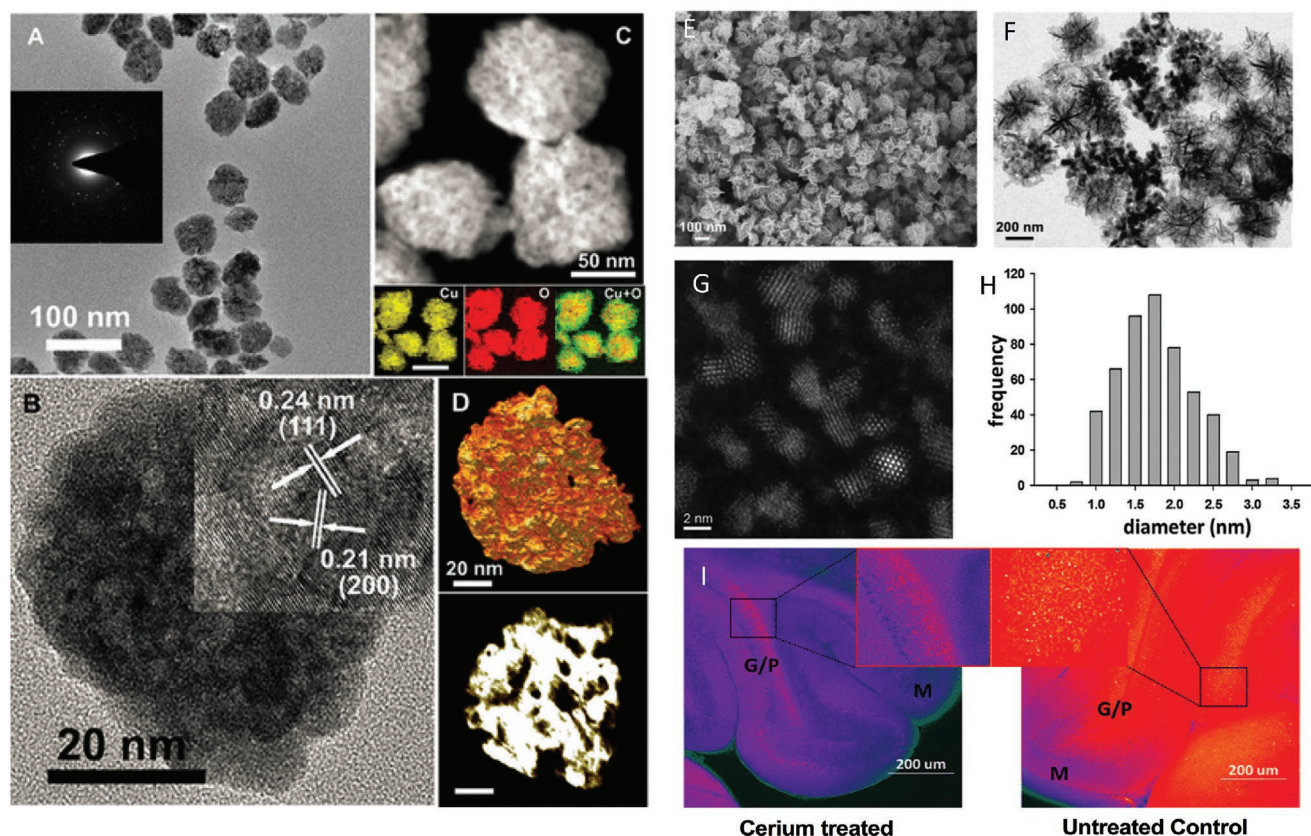 A
100 nm
C
50 nm
Cu
O
Cu+O
B
0.24 nm
(111)
0.21 nm
(200)
20 nm
D
20 nm
E
100 nm
F
200 nm
G
2 nm
H
frequency
120
100
80
60
40
20
0
0.5 1.0 1.5 2.0 2.5 3.0 3.5
diameter (nm)
I
G/P
M
200 um
Cerium treated
G/P
M
200 um
Untreated Control